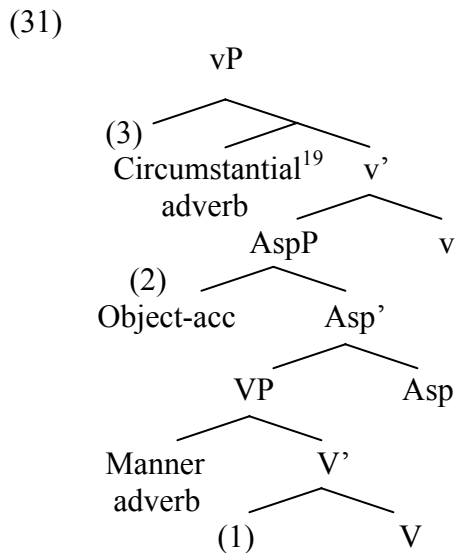 (31)
vP
(3)
Circumstantial¹⁹ v’
adverb
AspP v
(2)
Object-acc Asp’
VP Asp
Manner V’
adverb
(1) V